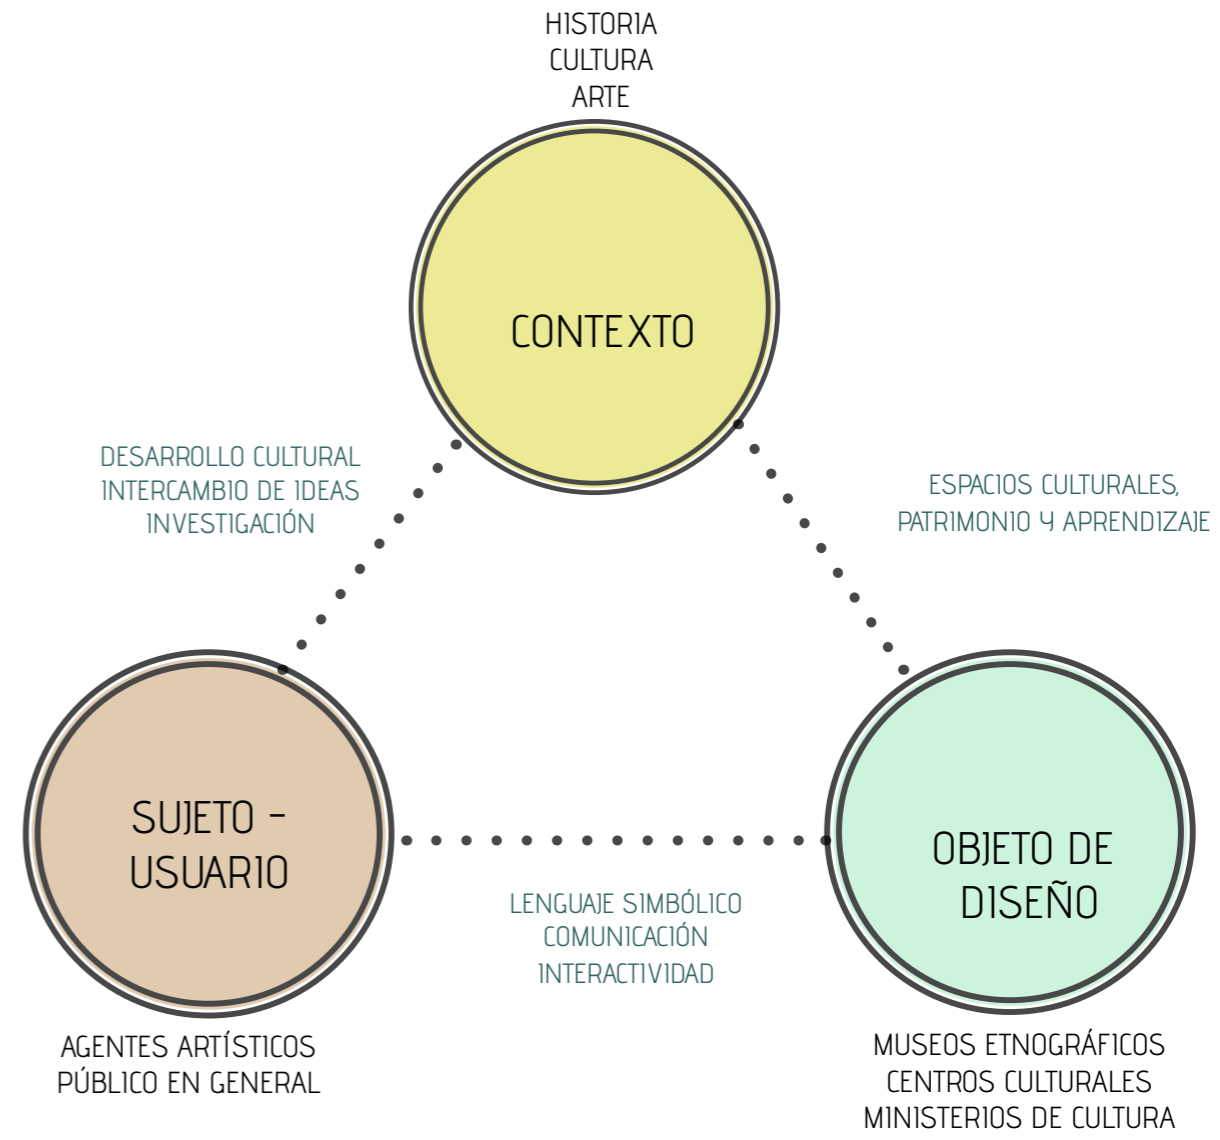 HISTORIA
CULTURA
ARTE
CONTEXTO
DESARROLLO CULTURAL
INTERCAMBIO DE IDEAS
INVESTIGACIÓN
ESPACIOS CULTURALES,
PATRIMONIO Y APRENDIZAJE
SUJETO -
USUARIO
OBJETO DE
DISEÑO
LENGUAJE SIMBÓLICO
COMUNICACIÓN
INTERACTIVIDAD
AGENTES ARTÍSTICOS
PÚBLICO EN GENERAL
MUSEOS ETNOGRÁFICOS
CENTROS CULTURALES
MINISTERIOS DE CULTURA